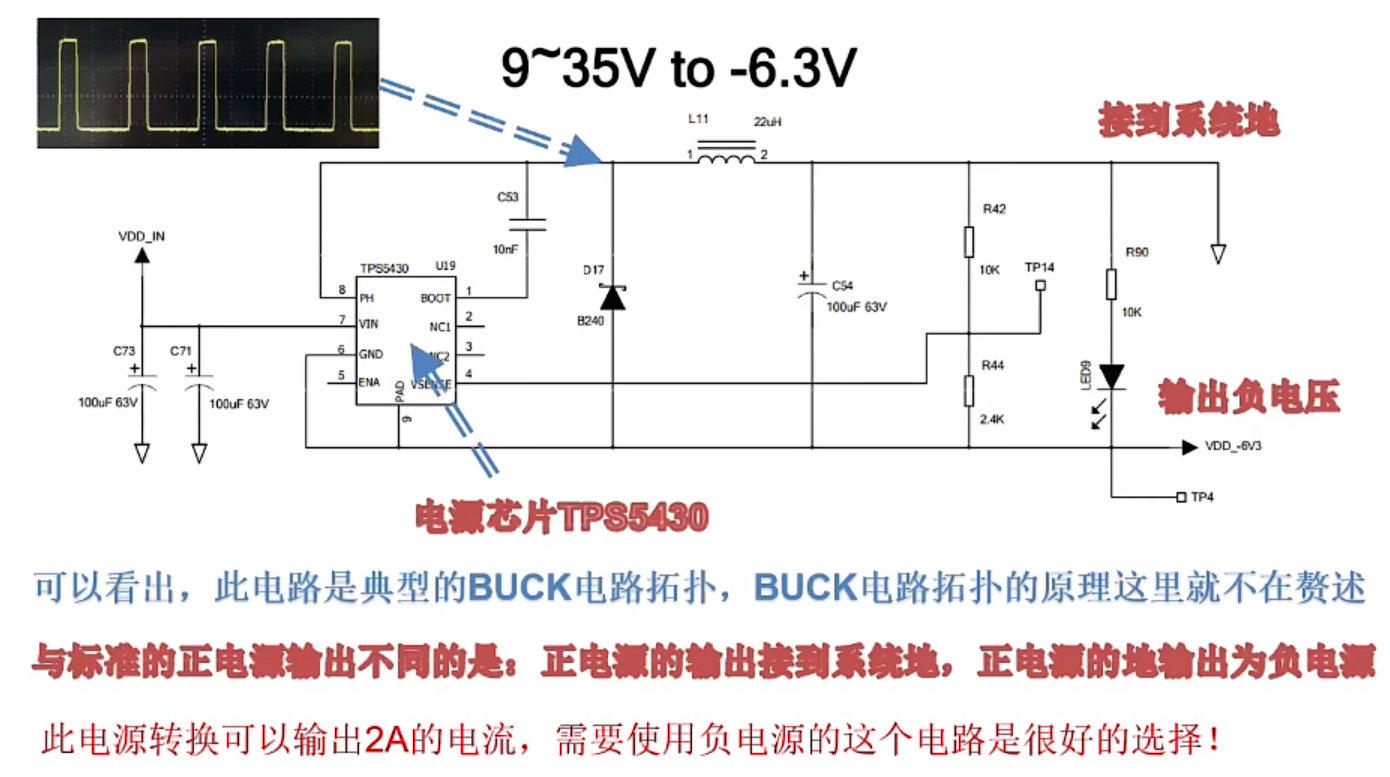 9~35V to -6.3V
接到系统地
L11
22uH
1
2
C53
10nF
R42
10K
R90
10K
VDD_IN
TPS5430
U19
D17
B240
TP14
C54
100uF 63V
8
PH
BOOT
1
7
VIN
NC1
2
6
GND
NC2
3
5
ENA
VSENSE
4
PAD
9
C73
100uF 63V
C71
100uF 63V
R44
2.4K
LED9
输出负电压
VDD_-6V3
TP4
电源芯片TPS5430
可以看出，此电路是典型的BUCK电路拓扑，BUCK电路拓扑的原理这里就不在赘述
与标准的正电源输出不同的是：正电源的输出接到系统地，正电源的地输出为负电源
此电源转换可以输出2A的电流，需要使用负电源的这个电路是很好的选择！